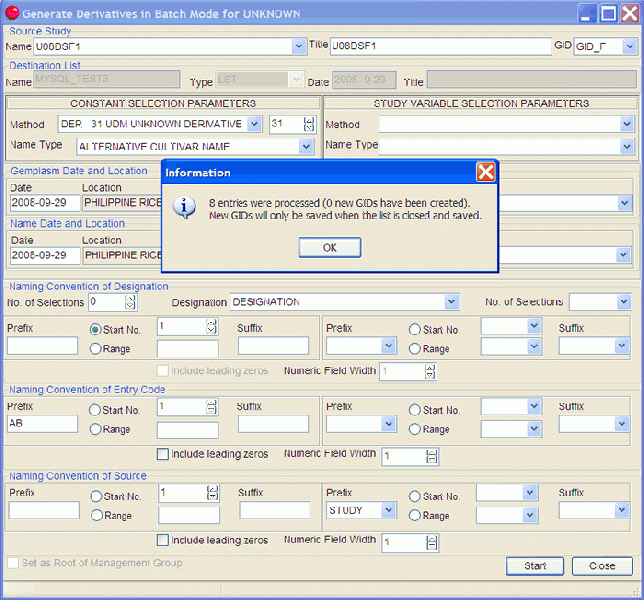 Generate Derivatives in Batch Mode for UNKNOWN
Source Study
Name U08DSF1 Title U08DSF1 GID GID_F
Destination List
Name MYSQL_TEST3 Type LST Date 2008-9-29 Title
CONSTANT SELECTION PARAMETERS STUDY VARIABLE SELECTION PARAMETERS
Method DER 31 UDM UNKNOWN DERIVATIVE 31 Method
Name Type ALTERNATIVE CULTIVAR NAME Name Type
Information
8 entries were processed (0 new GIDs have been created).
New GIDs will only be saved when the list is closed and saved.
OK
Germplasm Date and Location
Date Location
2008-09-29 PHILIPPINE RICE
Name Date and Location
Date Location
2008-09-29 PHILIPPINE RICE
Naming Convention of Designation
No. of Selections 0 Designation DESIGNATION No. of Selections
Prefix Start No. 1 Suffix Prefix Start No. Suffix
Range Range
Include leading zeros Numeric Field Width 1
Naming Convention of Entry Code
Prefix Start No. 1 Suffix Prefix Start No. Suffix
AB Range Range
Include leading zeros Numeric Field Width 1
Naming Convention of Source
Prefix Start No. 1 Suffix Prefix Start No. Suffix
Range STUDY Range
Include leading zeros Numeric Field Width 1
Set as Root of Management Group Start Close